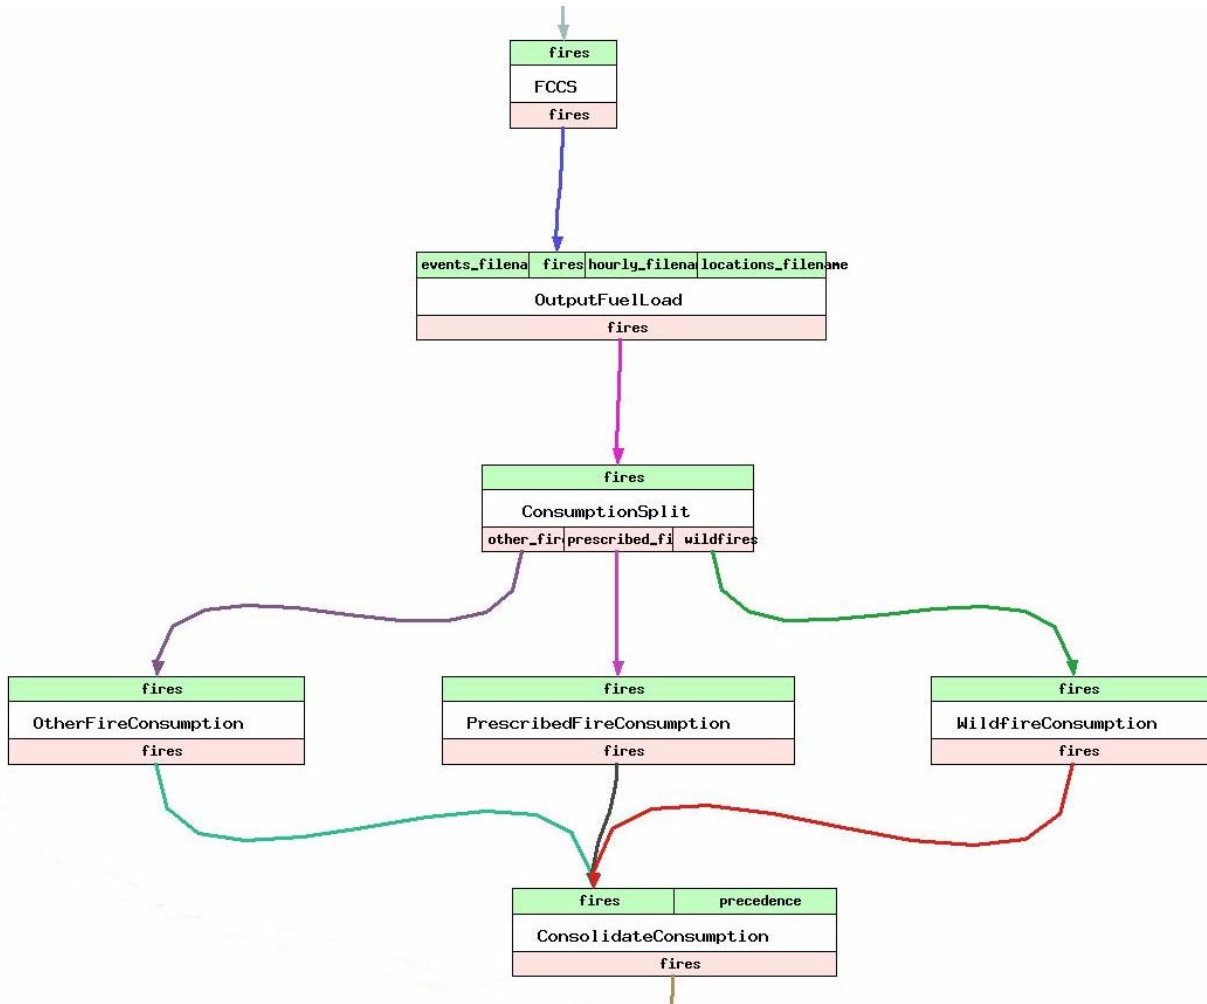 fires
FCCS
fires
events_filena fires hourly_filena locations_filename
OutputFuelLoad
fires
fires
ConsumptionSplit
other_fire prescribed_fi wildfires
fires fires fires
OtherFireConsumption PrescribedFireConsumption WildfireConsumption
fires fires fires
fires precedence
ConsolidateConsumption
fires